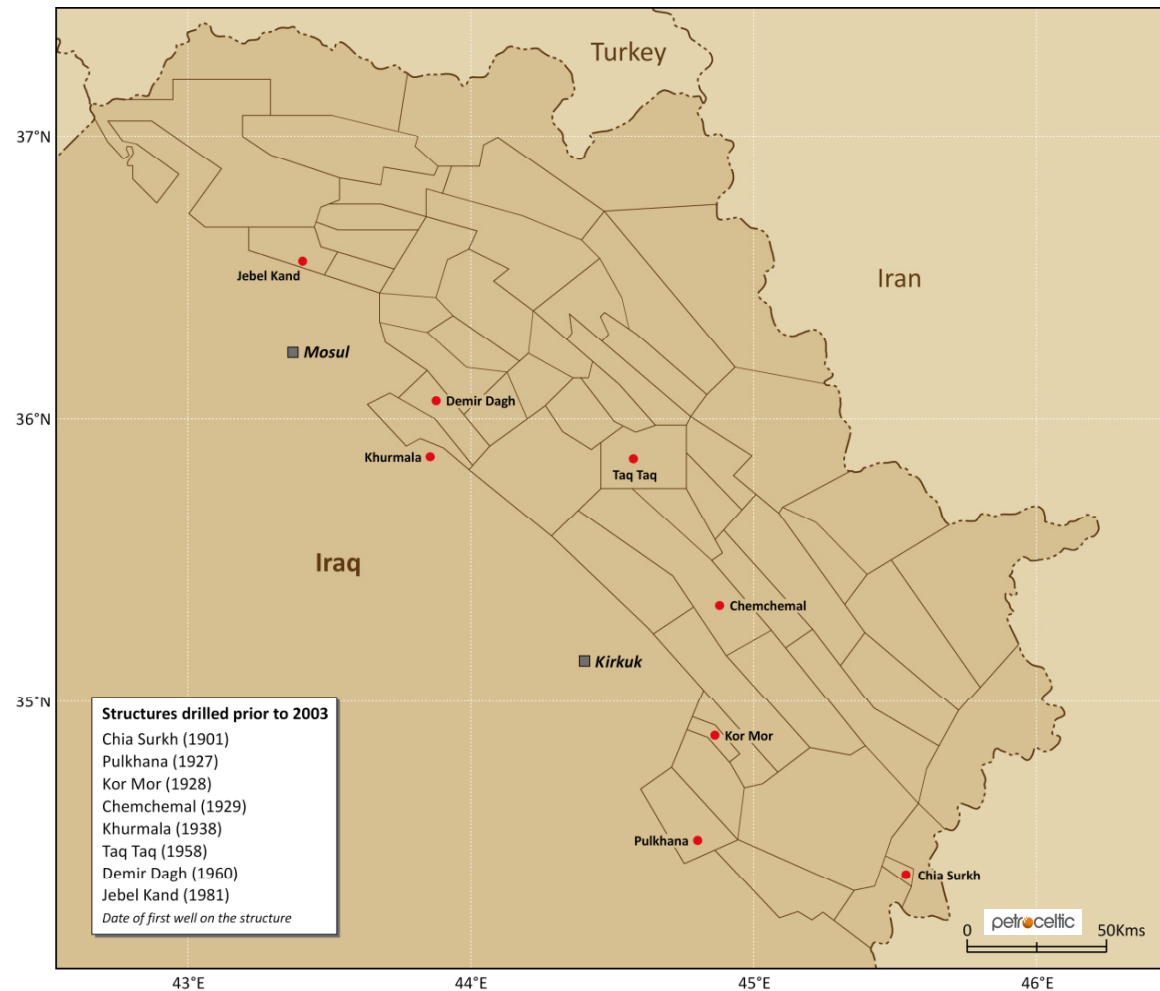 Turkey
37°N
Iran
Jebel Kand
Mosul
36°N
Demir Dagh
Khurmala
Taq Taq
Iraq
Chemchemal
Kirkuk
35°N
Kor Mor
Pulkhana
Chia Surkh
Structures drilled prior to 2003
Chia Surkh (1901)
Pulkhana (1927)
Kor Mor (1928)
Chemchemal (1929)
Khurmala (1938)
Taq Taq (1958)
Demir Dagh (1960)
Jebel Kand (1981)
Date of first well on the structure
petroceltic
0 50Kms
43°E 44°E 45°E 46°E